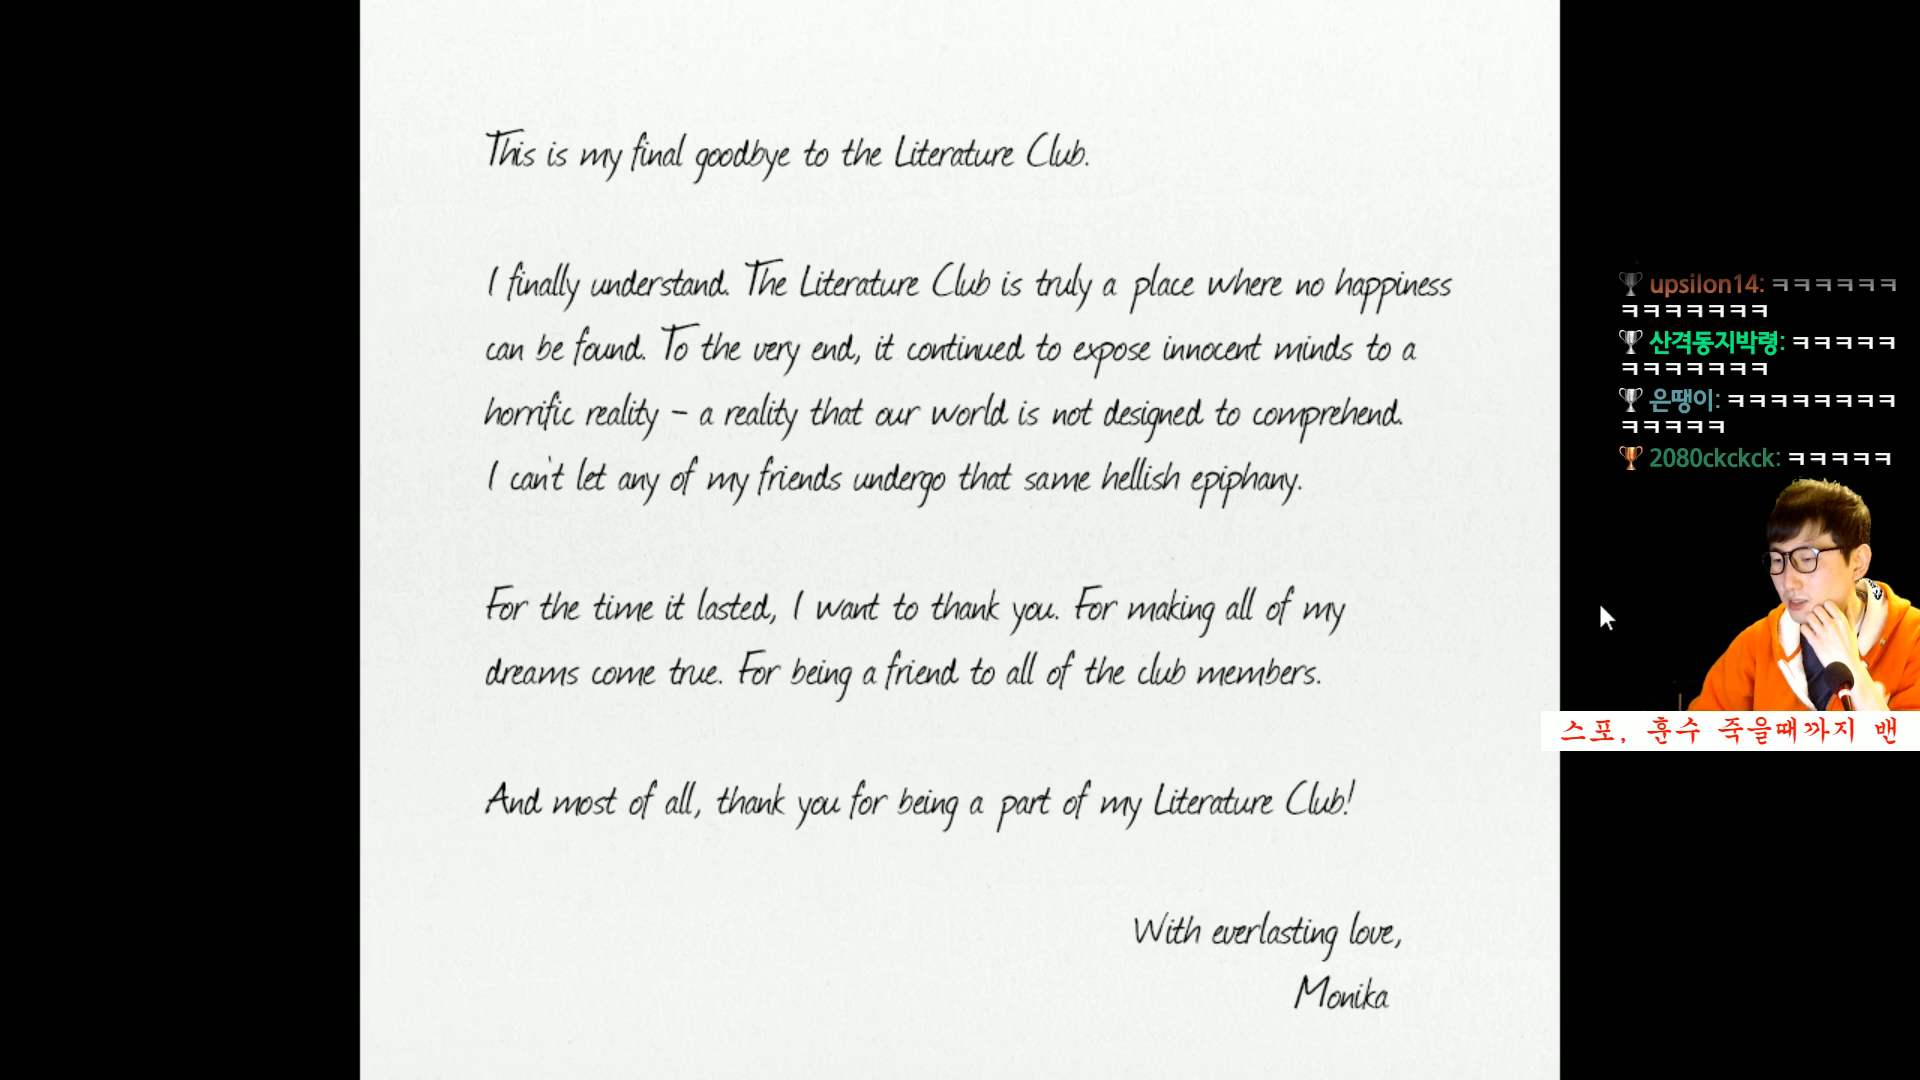 This is my final goodbye to the Literature Club.
I finally understand. The Literature Club is truly a place where no happiness
can be found. To the very end, it continued to expose innocent minds to a
horrific reality - a reality that our world is not designed to comprehend.
I can't let any of my friends undergo that same hellish epiphany.
For the time it lasted, I want to thank you. For making all of my
dreams come true. For being a friend to all of the club members.
And most of all, thank you for being a part of my Literature Club!
With everlasting love,
Monika
upsilon14: ㅋㅋㅋㅋㅋㅋㅋ
ㅋㅋㅋㅋㅋㅋㅋ
산격동지박령: ㅋㅋㅋㅋㅋㅋ
ㅋㅋㅋㅋㅋㅋㅋ
은땡이: ㅋㅋㅋㅋㅋㅋㅋㅋ
ㅋㅋㅋㅋㅋ
2080ckckck: ㅋㅋㅋㅋㅋ
스포, 훈수 죽을때까지 밴